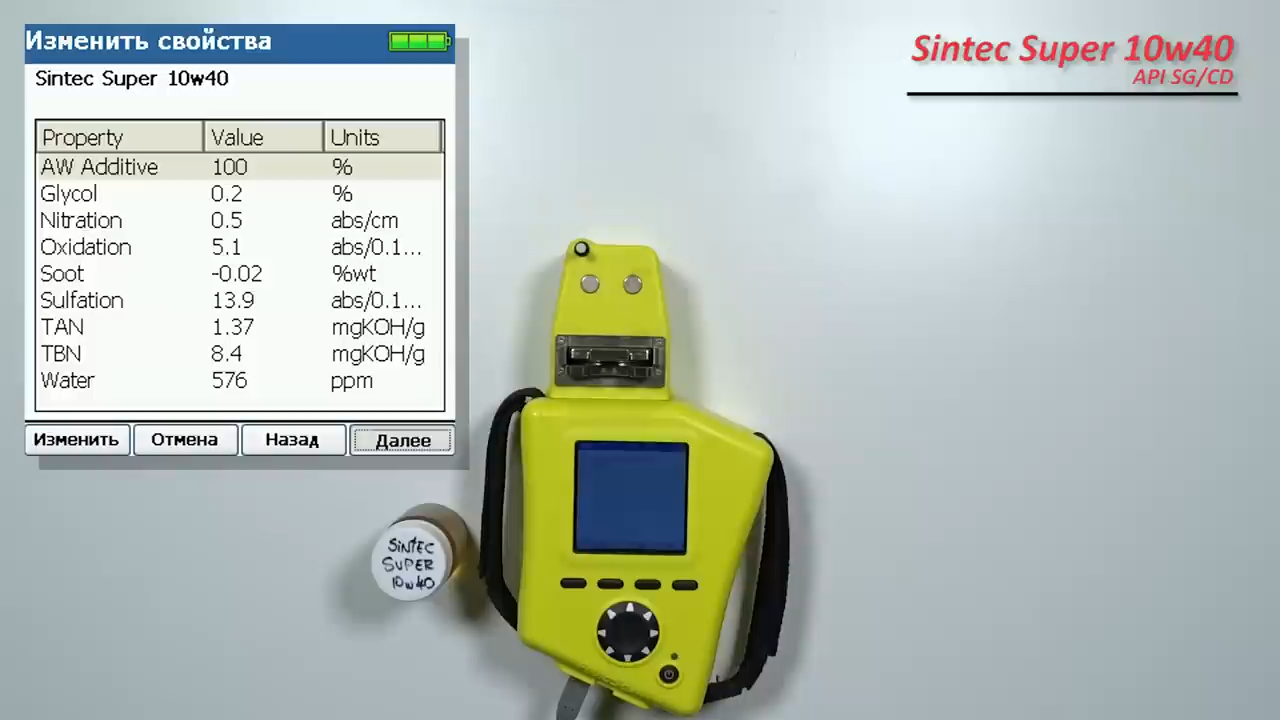 Изменить свойства
Sintec Super 10w40
Property Value Units
AW Additive 100 %
Glycol 0.2 %
Nitration 0.5 abs/cm
Oxidation 5.1 abs/0.1...
Soot -0.02 %wt
Sulfation 13.9 abs/0.1...
TAN 1.37 mgKOH/g
TBN 8.4 mgKOH/g
Water 576 ppm
Изменить Отмена Назад Далее
Sintec Super 10w40
API SG/CD
SiNTEC
SUPER
10w40